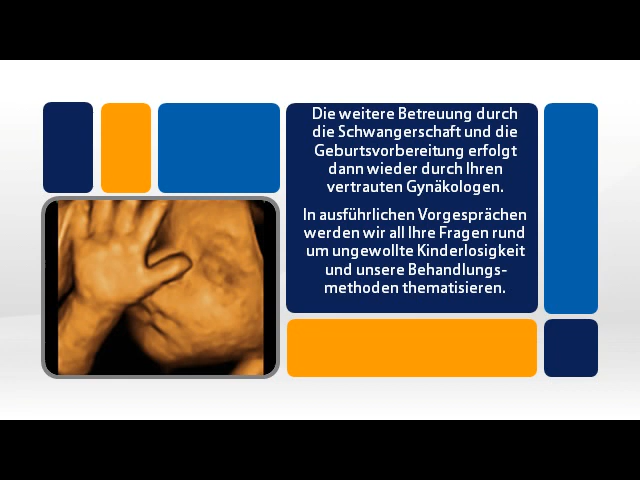 Die weitere Betreuung durch
die Schwangerschaft und die
Geburtsvorbereitung erfolgt
dann wieder durch Ihren
vertrauten Gynäkologen.
In ausführlichen Vorgesprächen
werden wir all Ihre Fragen rund
um ungewollte Kinderlosigkeit
und unsere Behandlungs-
methoden thematisieren.